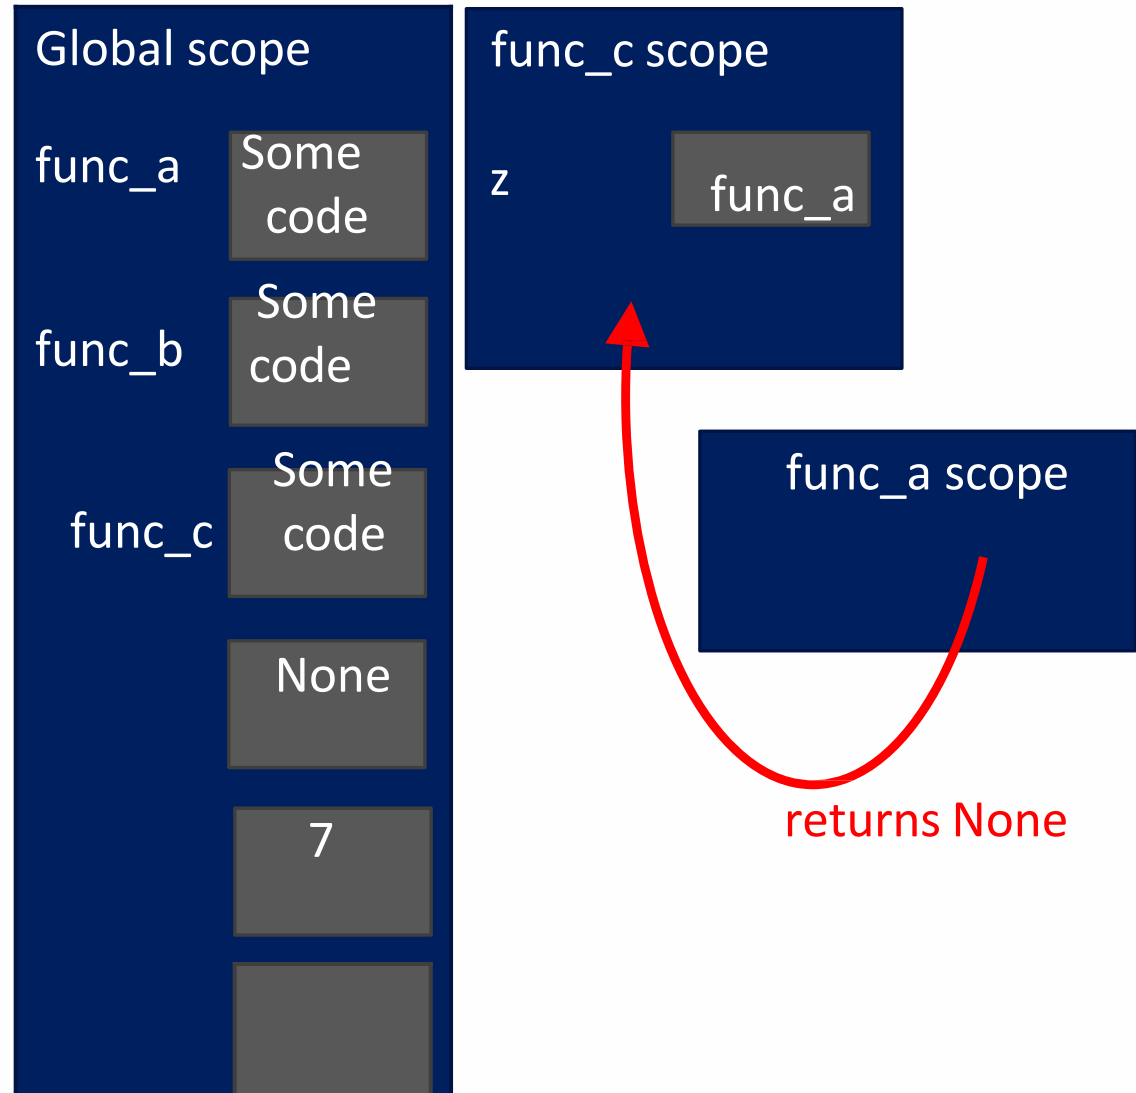 Global scope
func_a
Some
code
func_b
Some
code
func_c
Some
code
None
7
func_c scope
z
func_a
func_a scope
returns None